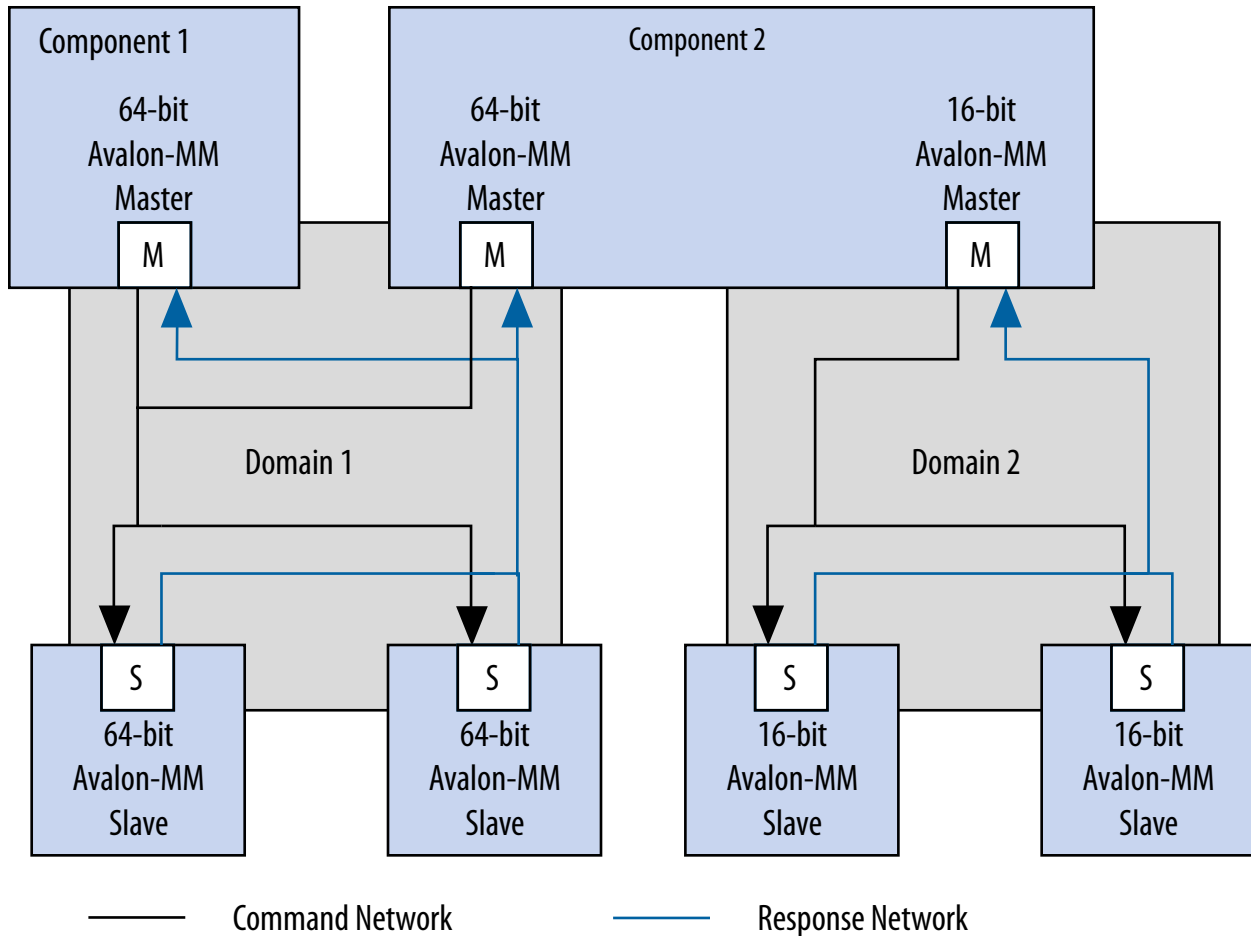 Component 1
Component 2
64-bit
Avalon-MM
Master
64-bit
Avalon-MM
Master
16-bit
Avalon-MM
Master
M
M
M
Domain 1
Domain 2
S
S
S
S
64-bit
Avalon-MM
Slave
64-bit
Avalon-MM
Slave
16-bit
Avalon-MM
Slave
16-bit
Avalon-MM
Slave
Command Network
Response Network